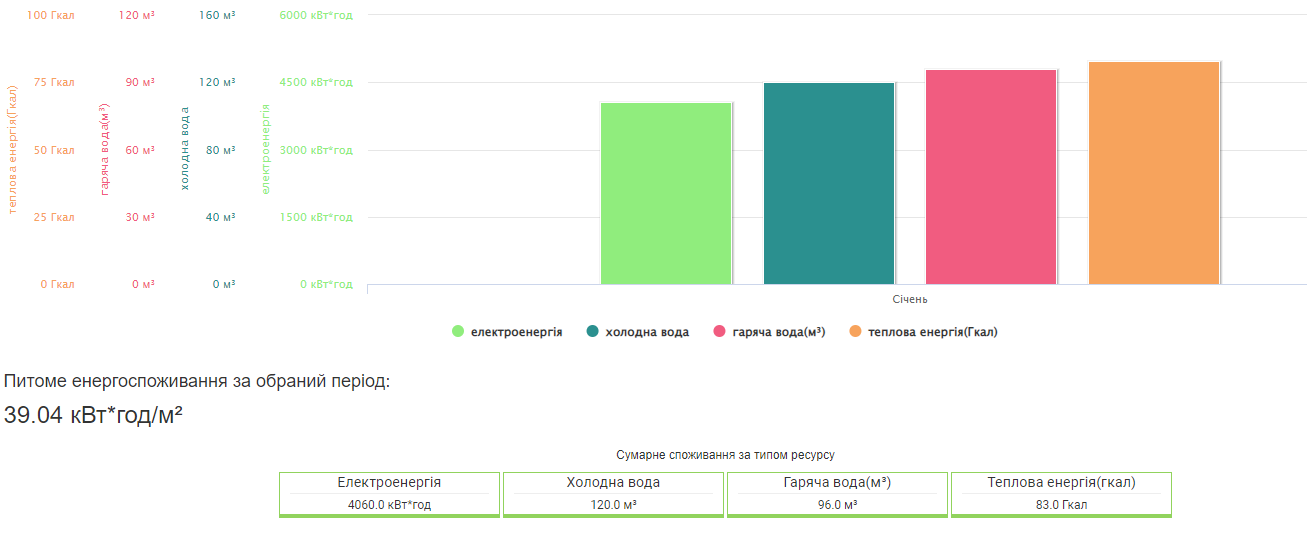 100 Гкал 120 м³ 160 м³ 6000 кВт*год
75 Гкал 90 м³ 120 м³ 4500 кВт*год
50 Гкал 60 м³ 80 м³ 3000 кВт*год
25 Гкал 30 м³ 40 м³ 1500 кВт*год
0 Гкал 0 м³ 0 м³ 0 кВт*год
теплова енергія(Гкал)
гаряча вода(м³)
холодна вода
електроенергія
Січень
електроенергія холодна вода гаряча вода(м³) теплова енергія(Гкал)
Питоме енергоспоживання за обраний період:
39.04 кВт*год/м²
Сумарне споживання за типом ресурсу
Електроенергія Холодна вода Гаряча вода(м³) Теплова енергія(гкал)
4060.0 кВт*год 120.0 м³ 96.0 м³ 83.0 Гкал